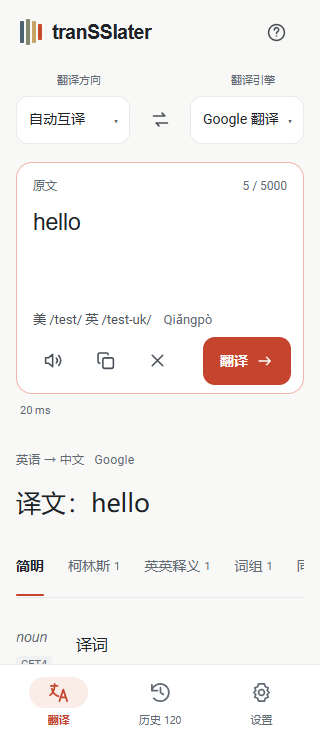 tranSSlater
翻译方向
翻译引擎
自动互译
Google 翻译
原文
5 / 5000
hello
美 /test/ 英 /test-uk/ Qiǎngpò
翻译 →
20 ms
英语 → 中文 Google
译文：hello
简明 柯林斯 1 英英释义 1 词组 1
noun 译词
CET4
翻译
历史 120
设置